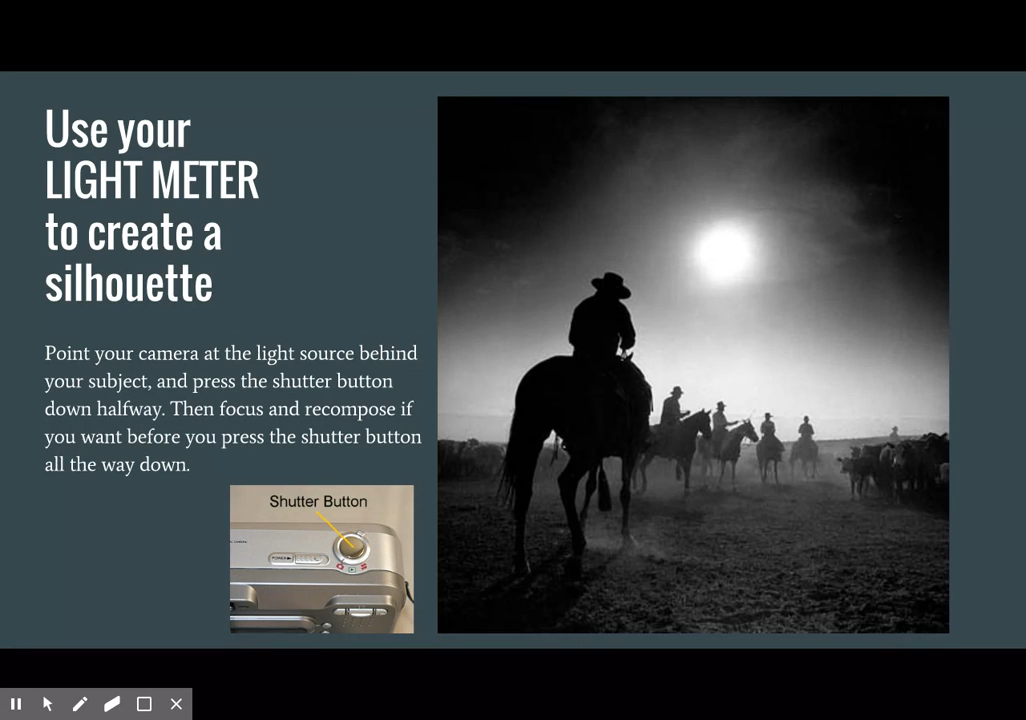 Use your
LIGHT METER
to create a
silhouette
Point your camera at the light source behind
your subject, and press the shutter button
down halfway. Then focus and recompose if
you want before you press the shutter button
all the way down.
Shutter Button
POWER